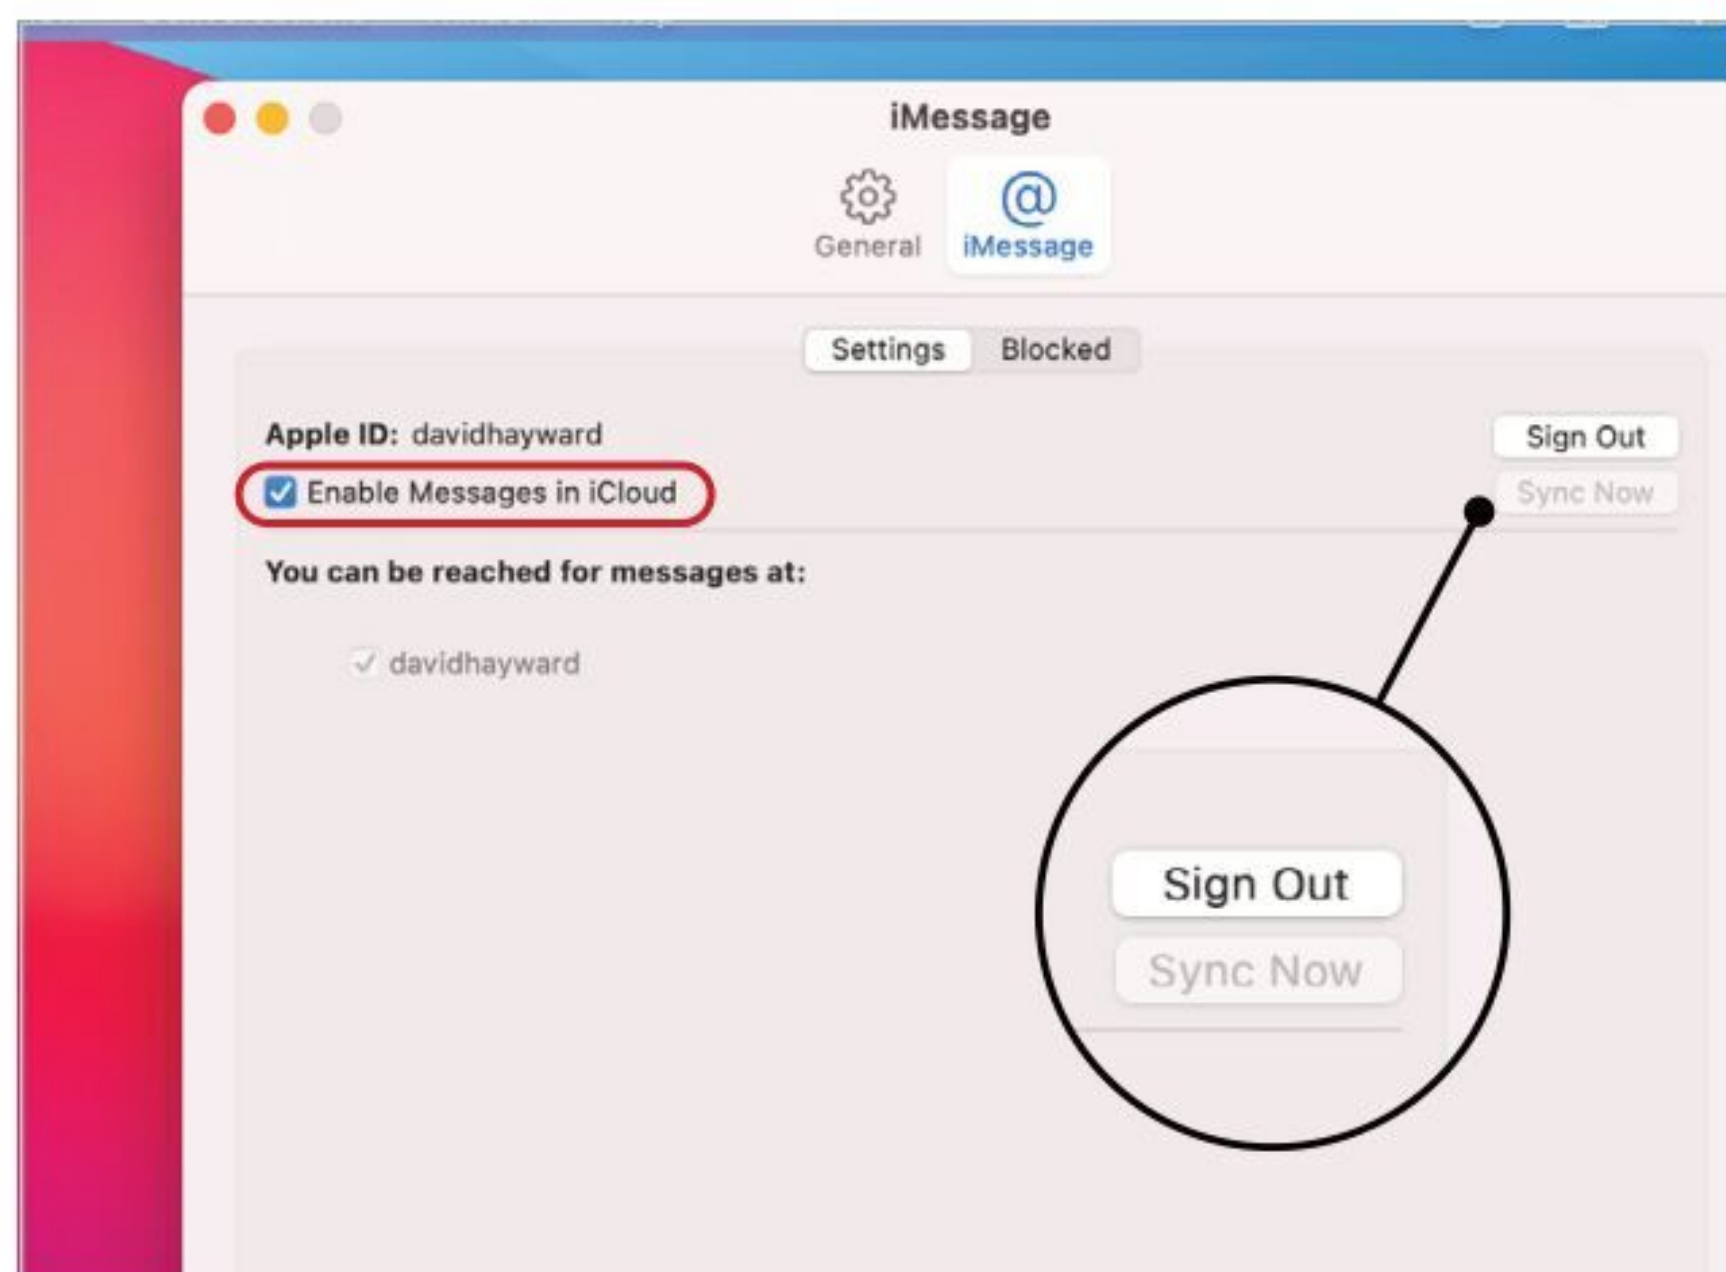 iMessage
General
iMessage
Settings Blocked
Apple ID: davidhayward
Sign Out
Enable Messages in iCloud
Sync Now
You can be reached for messages at:
davidhayward
Sign Out
Sync Now